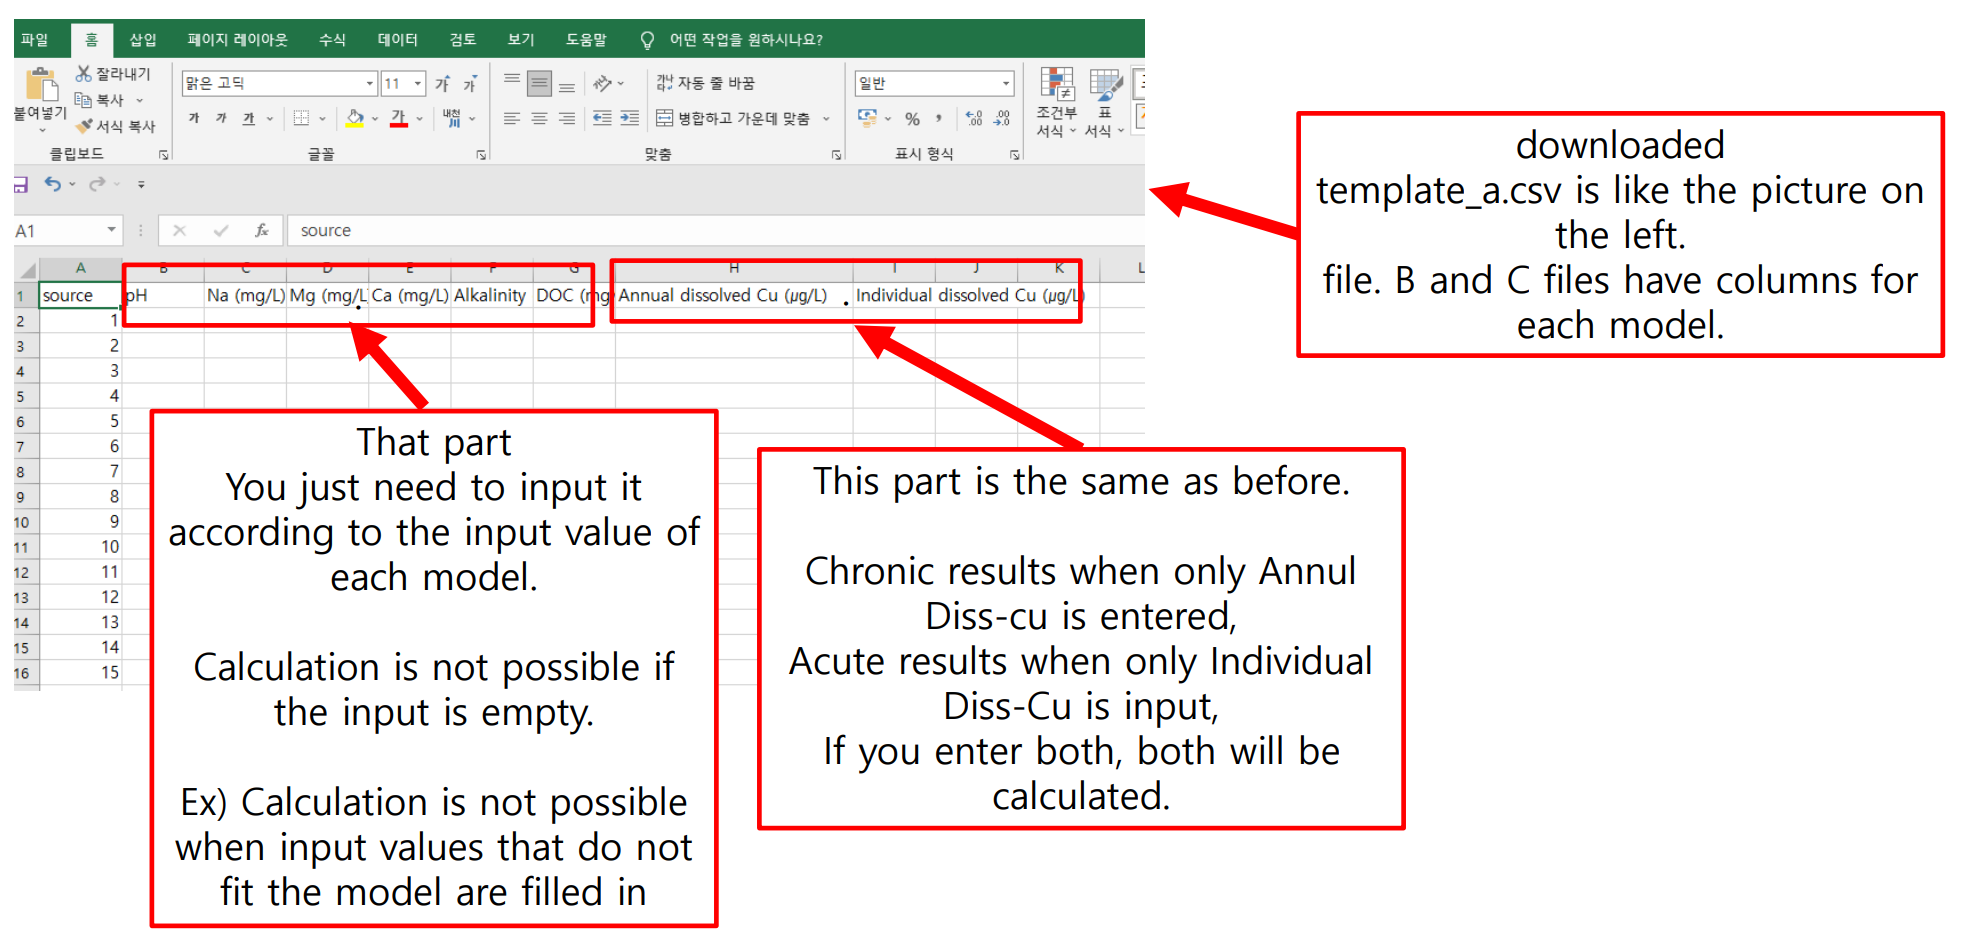 파일 홈 삽입 페이지 레이아웃 수식 데이터 검토 보기 도움말 어떤 작업을 원하시나요?
잘라내기
복사
서식 복사
붙여넣기
클립보드
맑은 고딕 11 가 가
가 가 가 가 내천
글꼴
가나다 자동 줄 바꿈
병합하고 가운데 맞춤
맞춤
일반
% , .00
표시 형식
조건부 서식
표 서식
A1 fx source
A B C D E F G H I J K L
1 source pH Na (mg/L) Mg (mg/L Ca (mg/L) Alkalinity DOC (mg Annual dissolved Cu (μg/L) Individual dissolved Cu (μg/L)
2 1
3 2
4 3
5 4
6 5
7 6
8 7
9 8
10 9
11 10
12 11
13 12
14 13
15 14
16 15
downloaded
template_a.csv is like the picture on
the left.
file. B and C files have columns for
each model.
That part
You just need to input it
according to the input value of
each model.
Calculation is not possible if
the input is empty.
Ex) Calculation is not possible
when input values that do not
fit the model are filled in
This part is the same as before.
Chronic results when only Annul
Diss-cu is entered,
Acute results when only Individual
Diss-Cu is input,
If you enter both, both will be
calculated.